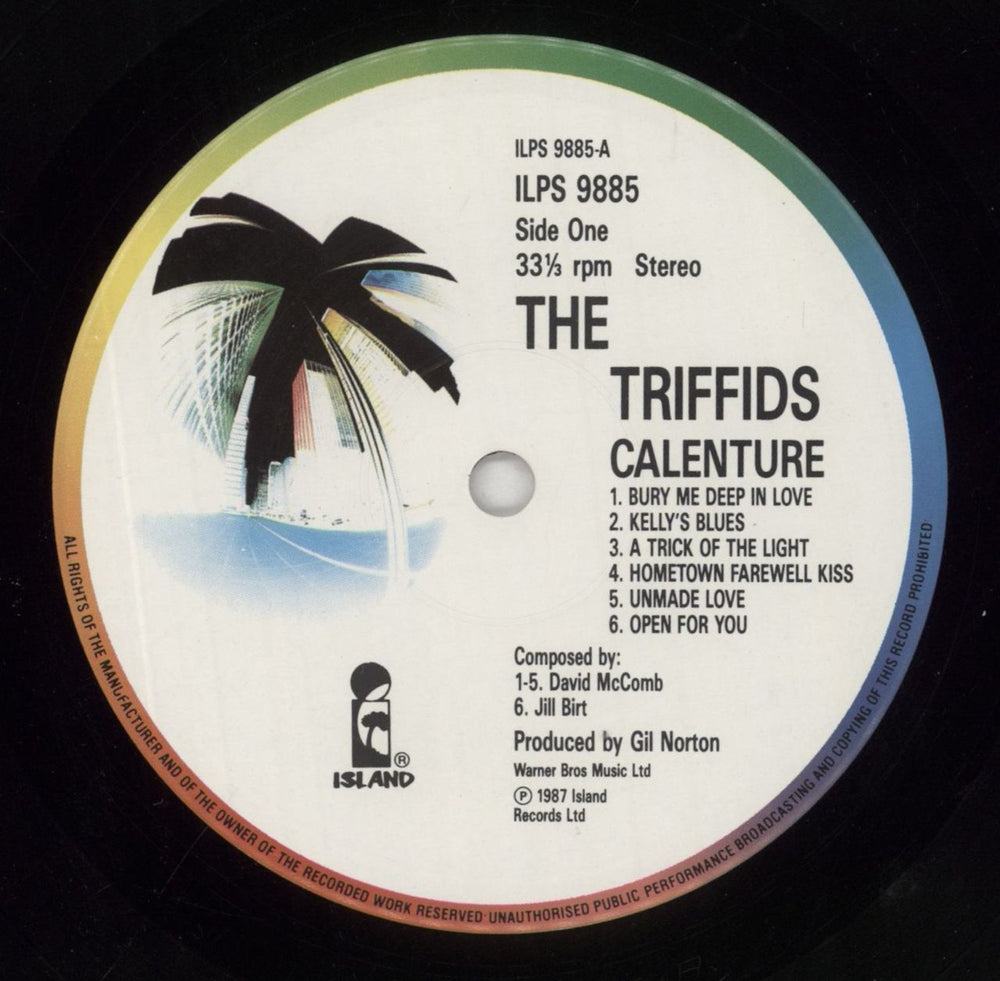 ILPS 9885-A
ILPS 9885
Side One
33⅓ rpm Stereo
THE
TRIFFIDS
CALENTURE
1. BURY ME DEEP IN LOVE
2. KELLY'S BLUES
3. A TRICK OF THE LIGHT
4. HOMETOWN FAREWELL KISS
5. UNMADE LOVE
6. OPEN FOR YOU
Composed by:
1-5. David McComb
6. Jill Birt
Produced by Gil Norton
Warner Bros Music Ltd
Ⓟ 1987 Island
Records Ltd
ISLAND®
ALL RIGHTS OF THE MANUFACTURER AND OF THE OWNER OF THE RECORDED WORK RESERVED·UNAUTHORISED PUBLIC PERFORMANCE BROADCASTING AND COPYING OF THIS RECORD PROHIBITED·